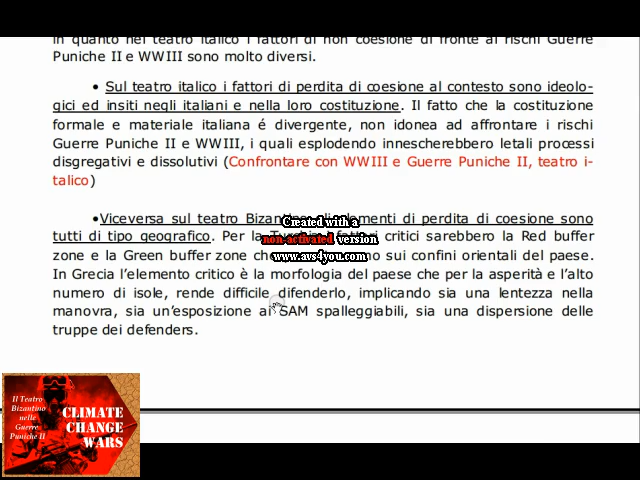 in quanto nel teatro italico i fattori di non coesione di fronte ai rischi Guerre
Puniche II e WWIII sono molto diversi.
• Sul teatro italico i fattori di perdita di coesione al contesto sono ideolo-
gici ed insiti negli italiani e nella loro costituzione. Il fatto che la costituzione
formale e materiale italiana é divergente, non idonea ad affrontare i rischi
Guerre Puniche II e WWIII, i quali esplodendo innescherebbero letali processi
disgregativi e dissolutivi (Confrontare con WWIII e Guerre Puniche II, teatro i-
talico)
•Viceversa sul teatro Bizantino gli elementi di perdita di coesione sono
tutti di tipo geografico. Per la Turchia i fattori critici sarebbero la Red buffer
zone e la Green buffer zone che sui confini orientali del paese.
In Grecia l'elemento critico è la morfologia del paese che per la asperità e l'alto
numero di isole, rende difficile difenderlo, implicando sia una lentezza nella
manovra, sia un'esposizione ai SAM spalleggiabili, sia una dispersione delle
truppe dei defenders.
Created with a
non-activated version
www.avs4you.com
Il Teatro
Bizantino
nelle
Guerre
Puniche II
CLIMATE
CHANGE
WARS